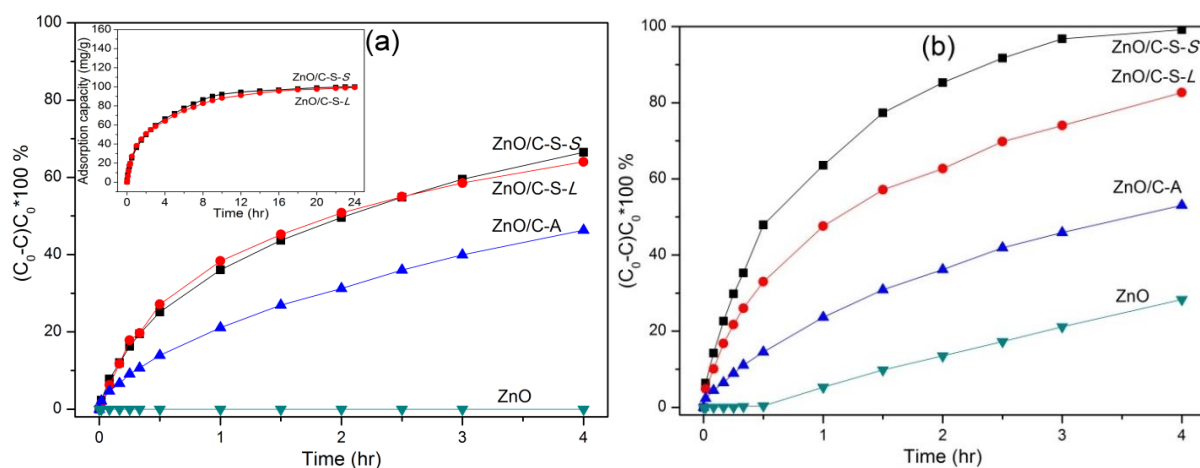 (a)
(C₀-C)C₀*100 %
100
80
60
40
20
0
0
1
2
3
4
Time (hr)
ZnO/C-S-S
ZnO/C-S-L
ZnO/C-A
ZnO
Adsorption capacity (mg/g)
160
140
120
100
80
60
40
20
0
0
4
8
12
16
20
24
Time (hr)
ZnO/C-S-S
ZnO/C-S-L
(b)
(C₀-C)C₀*100 %
100
80
60
40
20
0
0
1
2
3
4
Time (hr)
ZnO/C-S-S
ZnO/C-S-L
ZnO/C-A
ZnO